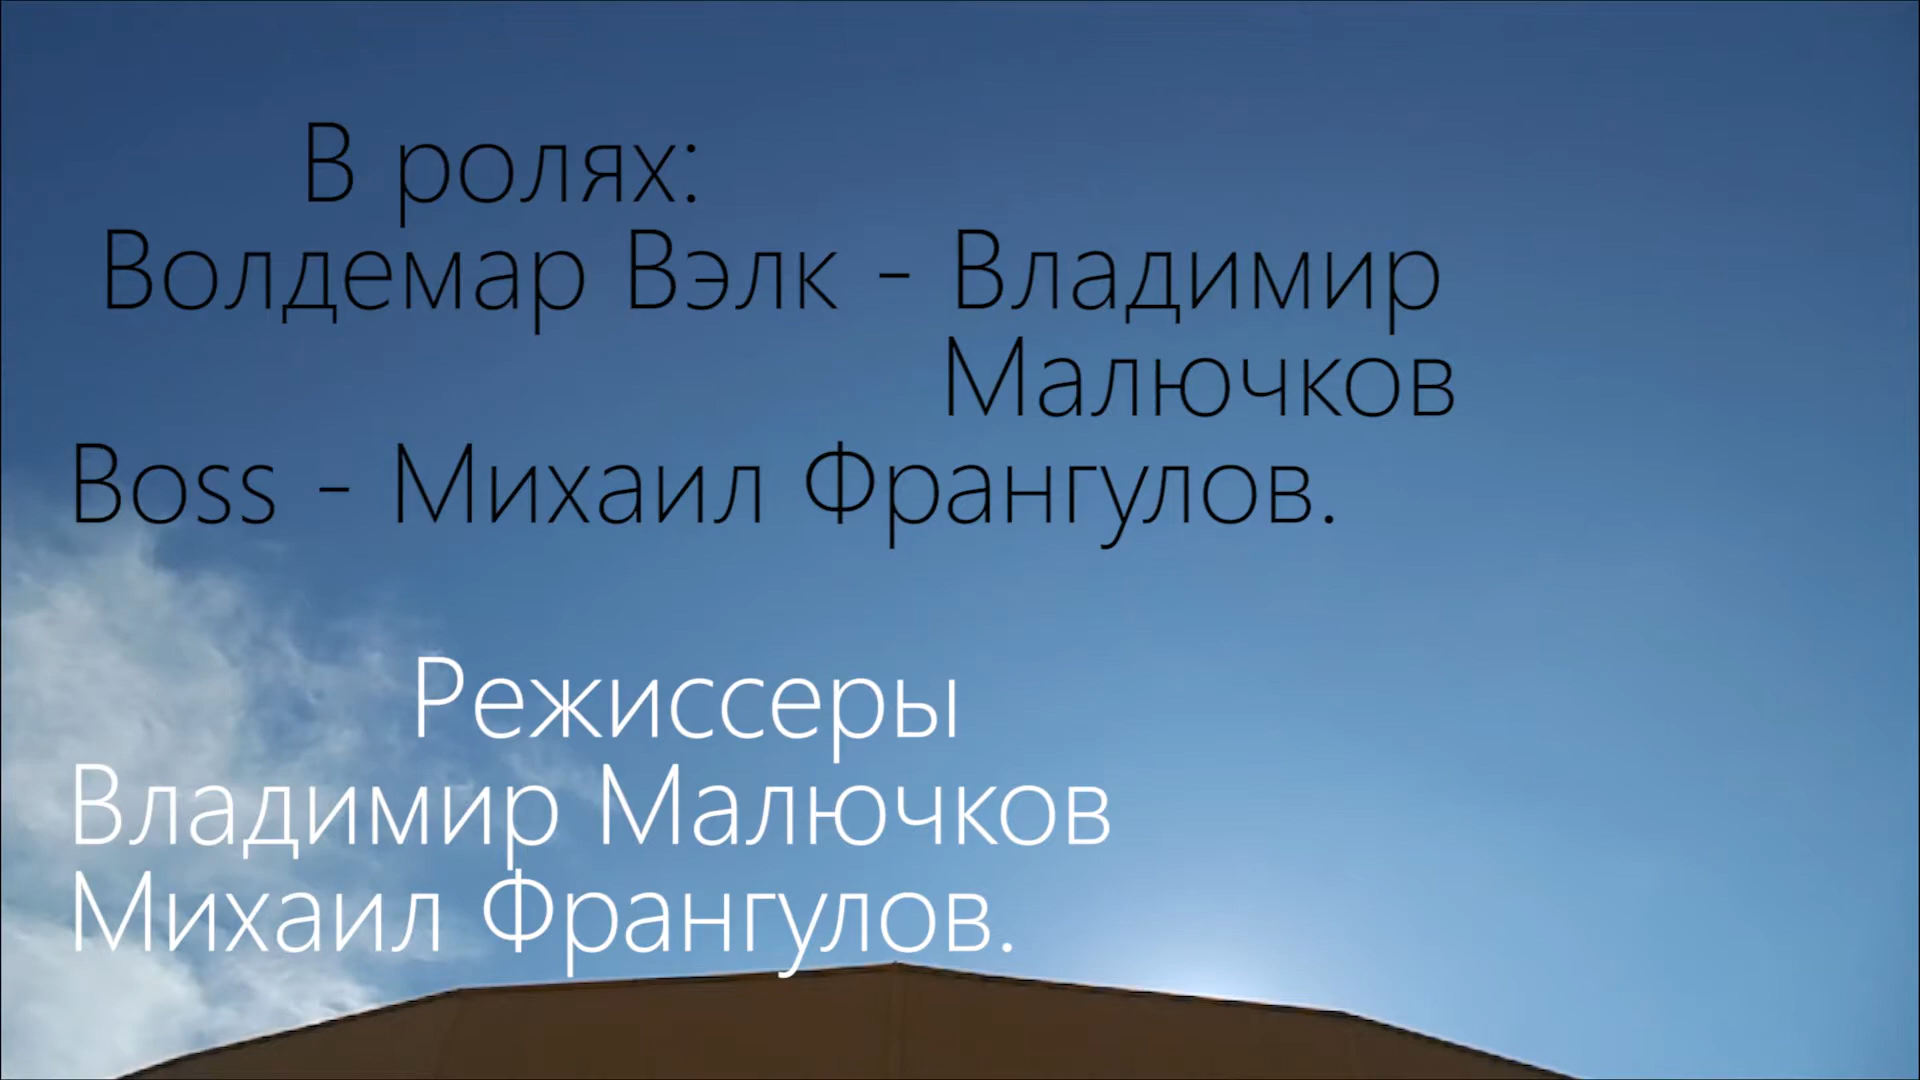 В ролях:
Волдемар Вэлк - Владимир
Малючков
Boss - Михаил Франгулов.
Режиссеры
Владимир Малючков
Михаил Франгулов.